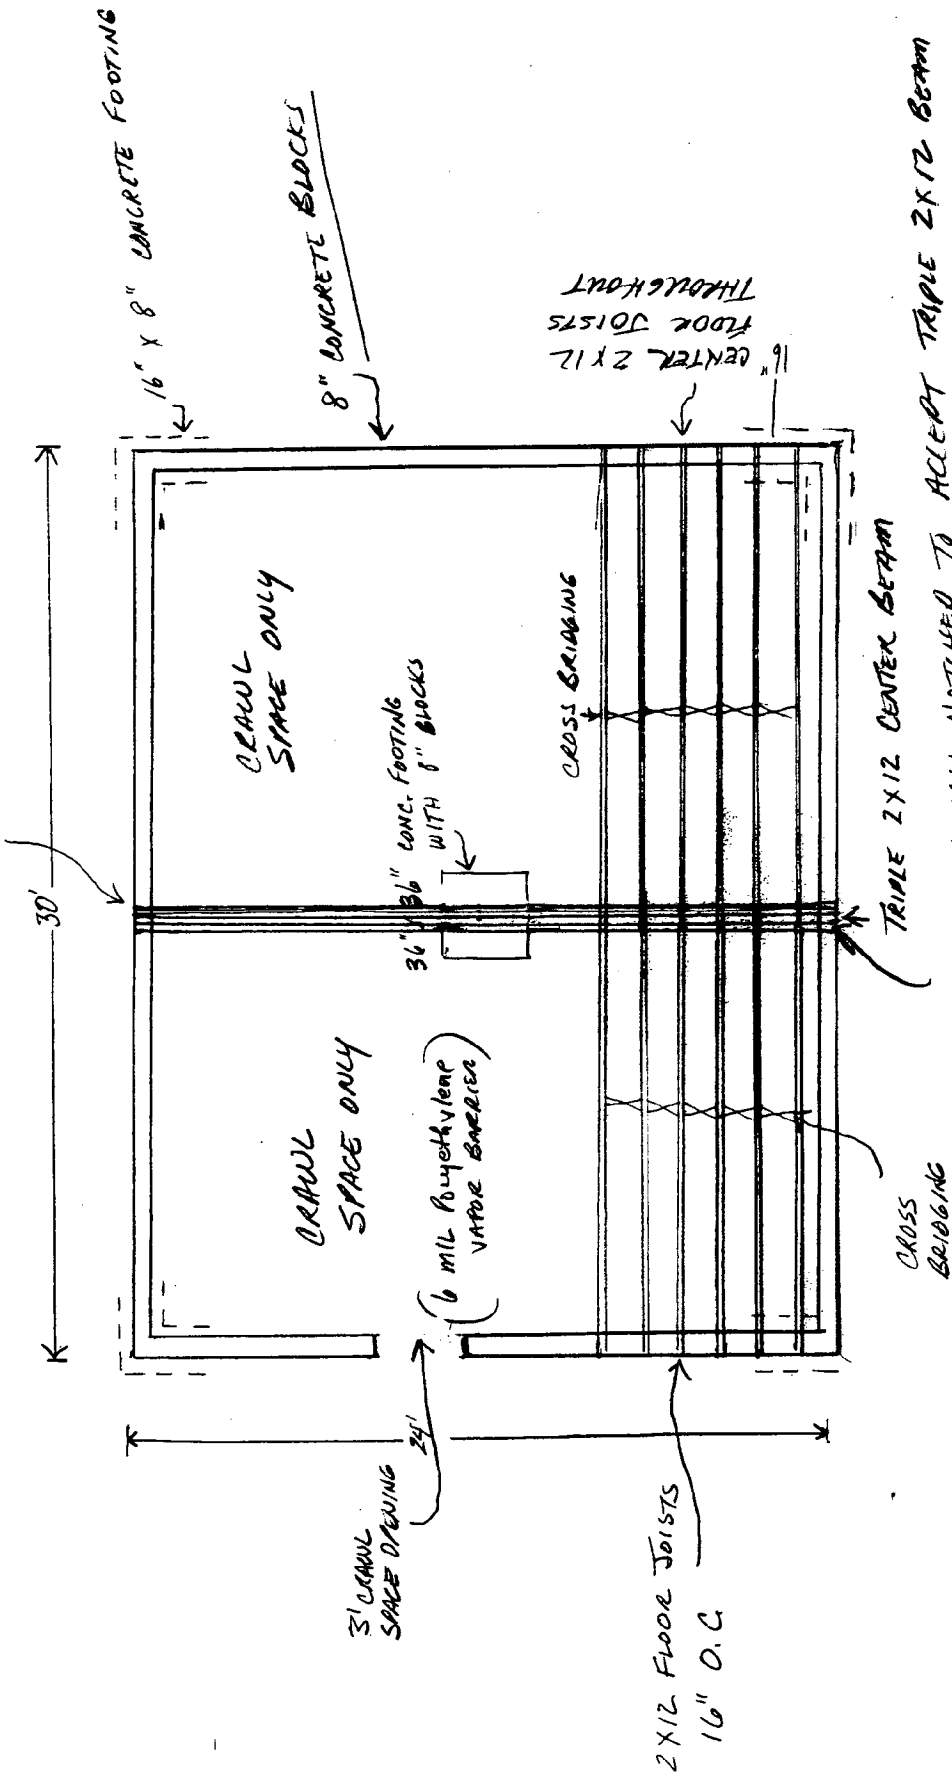 30'
16" X 8" CONCRETE FOOTING
8" CONCRETE BLOCKS
CRAWL
SPACE ONLY
CRAWL
SPACE ONLY
36" X 36" CONC. FOOTING
WITH 8" BLOCKS
(6 MIL Polyethylene
VAPOR BARRIER)
3' CRAWL
SPACE OPENING
24'
CROSS BRIDGING
16"
CENTER 2X12
FLOOR JOISTS
THROUGHOUT
2X12 FLOOR JOISTS
16" O.C.
CROSS
BRIDGING
TRIPLE 2X12 CENTER BEAM
NOTCHED TO ACCEPT TRIPLE 2X12 BEAM